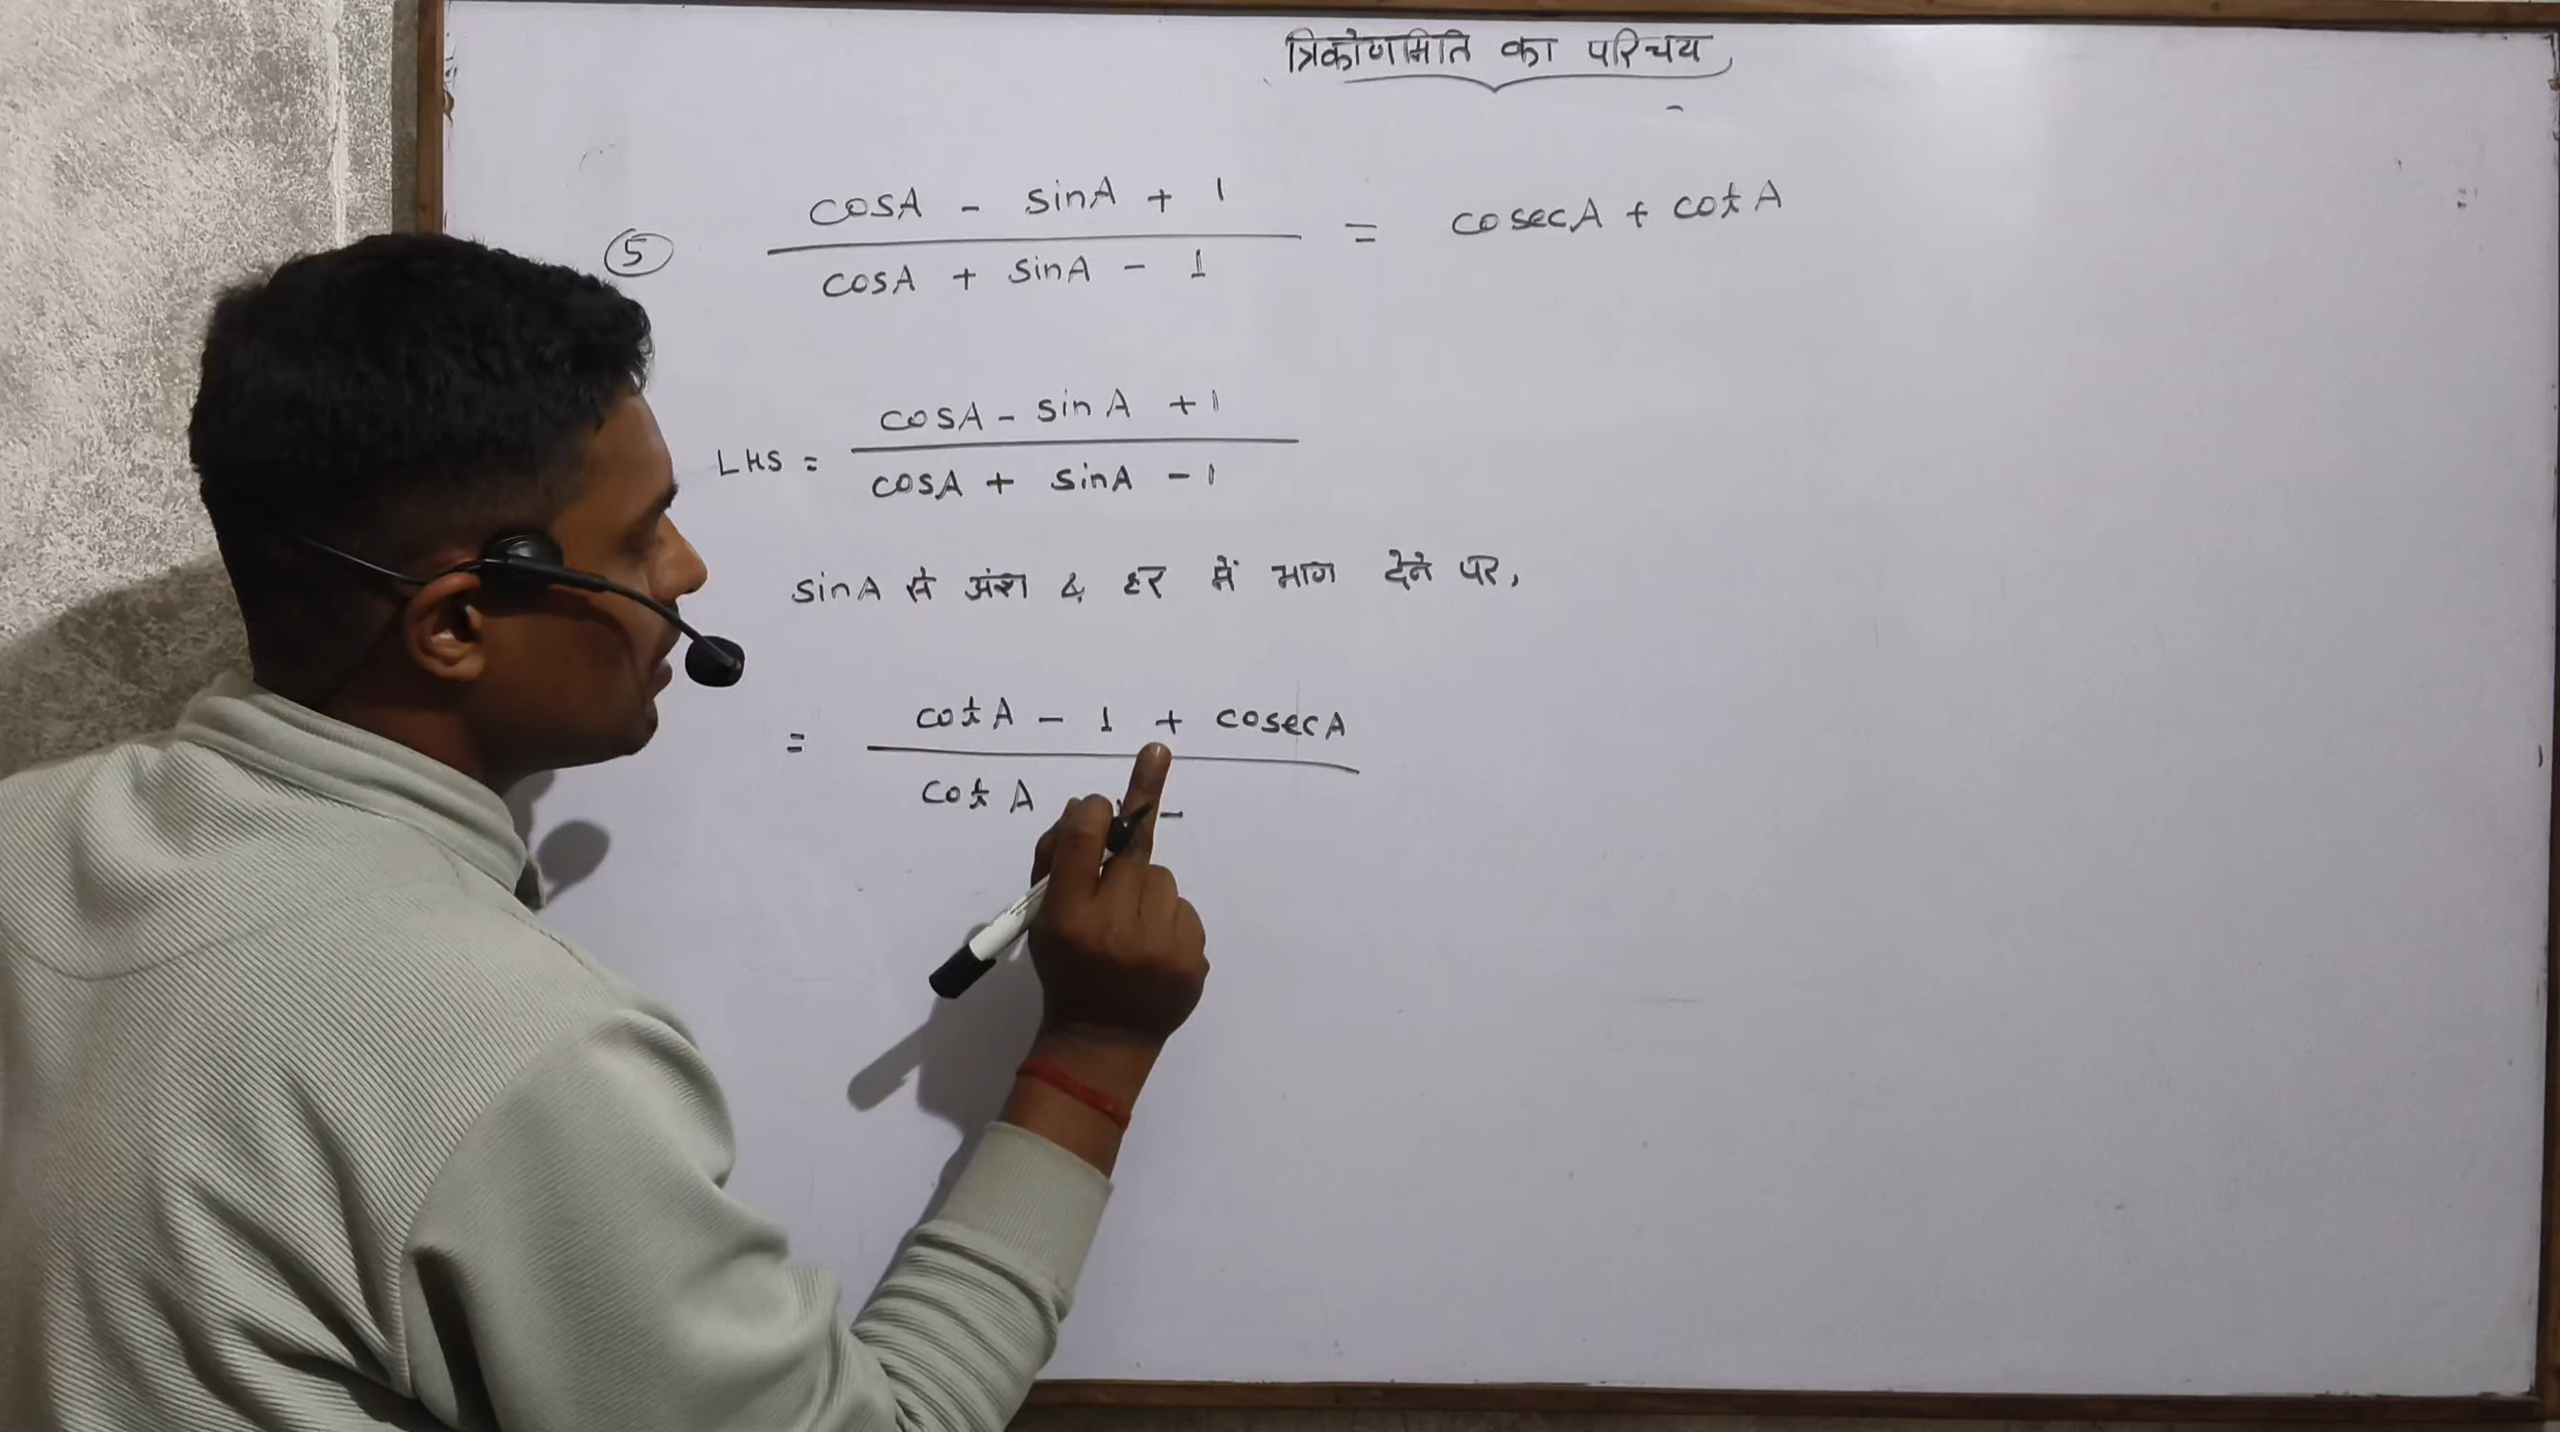 त्रिकोणमिति का परिचय
⑤ cosA - sinA + 1 = cosecA + cotA
cosA + sinA - 1
LHS = cosA - sinA + 1
cosA + sinA - 1
sinA से अंश & हर में भाग देने पर,
= cotA - 1 + cosecA
cotA -